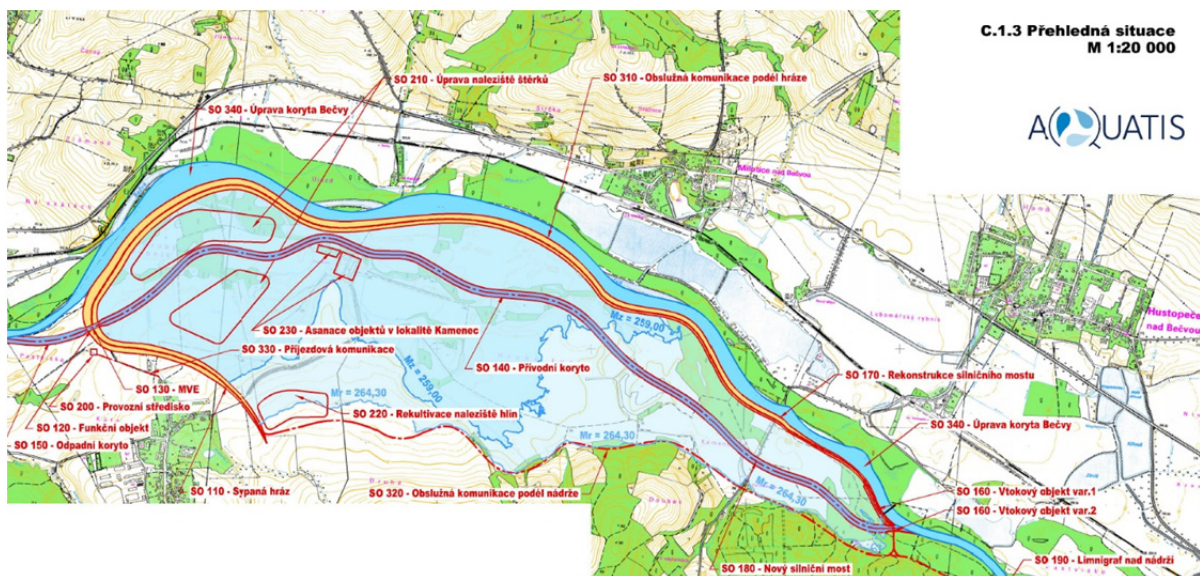 C.1.3 Přehledná situace
M 1:20 000
AQUATIS
SO 210 - Úprava naleziště štěrků
SO 310 - Obslužná komunikace podél hráze
SO 340 - Úprava koryta Bečvy
Milotice nad Bečvou
Hustopeče
nad Bečvou
SO 230 - Asanace objektů v lokalitě Kamenec
Mz = 259,00
SO 330 - Příjezdová komunikace
SO 140 - Přívodní koryto
SO 170 - Rekonstrukce silničního mostu
SO 130 - MVE
Mr = 264,30
Mz = 259,00
SO 200 - Provozní středisko
SO 220 - Rekultivace naleziště hlin
SO 120 - Funkční objekt
SO 340 - Úprava koryta Bečvy
SO 150 - Odpadní koryto
Mr = 264,30
SO 110 - Sypaná hráz
SO 320 - Obslužná komunikace podél nádrže
Mr = 264,30
SO 160 - Vtokový objekt var.1
SO 160 - Vtokový objekt var.2
SO 180 - Nový silniční most
SO 190 - Limnigraf nad nádrží